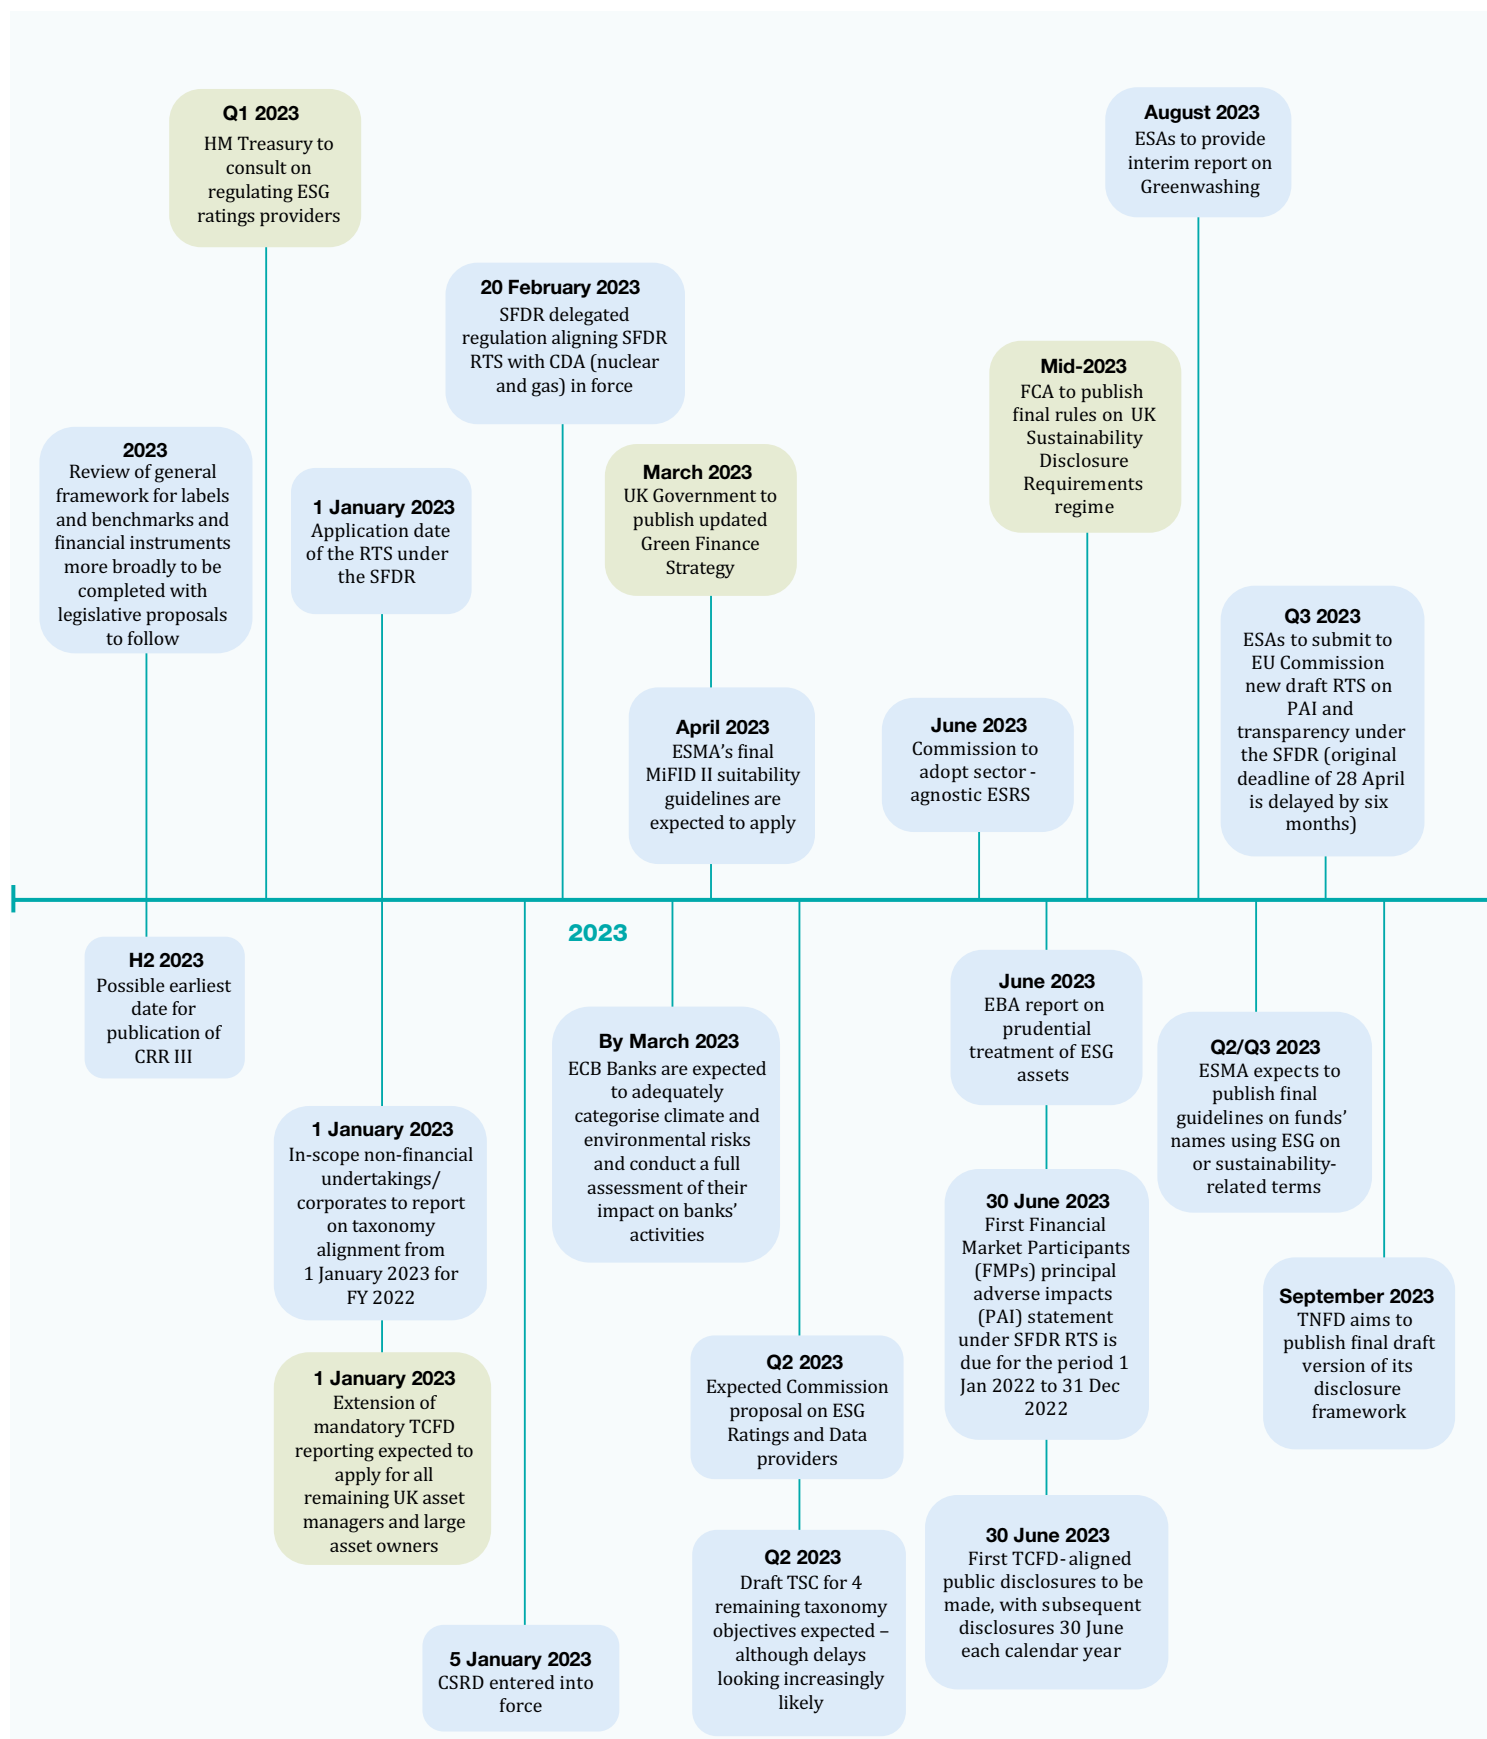 Q1 2023
HM Treasury to
consult on
regulating ESG
ratings providers
August 2023
ESAs to provide
interim report on
Greenwashing
20 February 2023
SFDR delegated
regulation aligning SFDR
RTS with CDA (nuclear
and gas) in force
Mid-2023
FCA to publish
final rules on UK
Sustainability
Disclosure
Requirements
regime
2023
Review of general
framework for labels
and benchmarks and
financial instruments
more broadly to be
completed with
legislative proposals
to follow
1 January 2023
Application date
of the RTS under
the SFDR
March 2023
UK Government to
publish updated
Green Finance
Strategy
Q3 2023
ESAs to submit to
EU Commission
new draft RTS on
PAI and
transparency under
the SFDR (original
deadline of 28 April
is delayed by six
months)
April 2023
ESMA’s final
MiFID II suitability
guidelines are
expected to apply
June 2023
Commission to
adopt sector-
agnostic ESRS
2023
H2 2023
Possible earliest
date for
publication of
CRR III
1 January 2023
In-scope non-financial
undertakings/
corporates to report
on taxonomy
alignment from
1 January 2023 for
FY 2022
1 January 2023
Extension of
mandatory TCFD
reporting expected to
apply for all
remaining UK asset
managers and large
asset owners
5 January 2023
CSRD entered into
force
By March 2023
ECB Banks are expected
to adequately
categorise climate and
environmental risks
and conduct a full
assessment of their
impact on banks’
activities
Q2 2023
Expected Commission
proposal on ESG
Ratings and Data
providers
Q2 2023
Draft TSC for 4
remaining taxonomy
objectives expected –
although delays
looking increasingly
likely
June 2023
EBA report on
prudential
treatment of ESG
assets
30 June 2023
First Financial
Market Participants
(FMPs) principal
adverse impacts
(PAI) statement
under SFDR RTS is
due for the period 1
Jan 2022 to 31 Dec
2022
30 June 2023
First TCFD-aligned
public disclosures to be
made, with subsequent
disclosures 30 June
each calendar year
Q2/Q3 2023
ESMA expects to
publish final
guidelines on funds’
names using ESG on
or sustainability-
related terms
September 2023
TNFD aims to
publish final draft
version of its
disclosure
framework